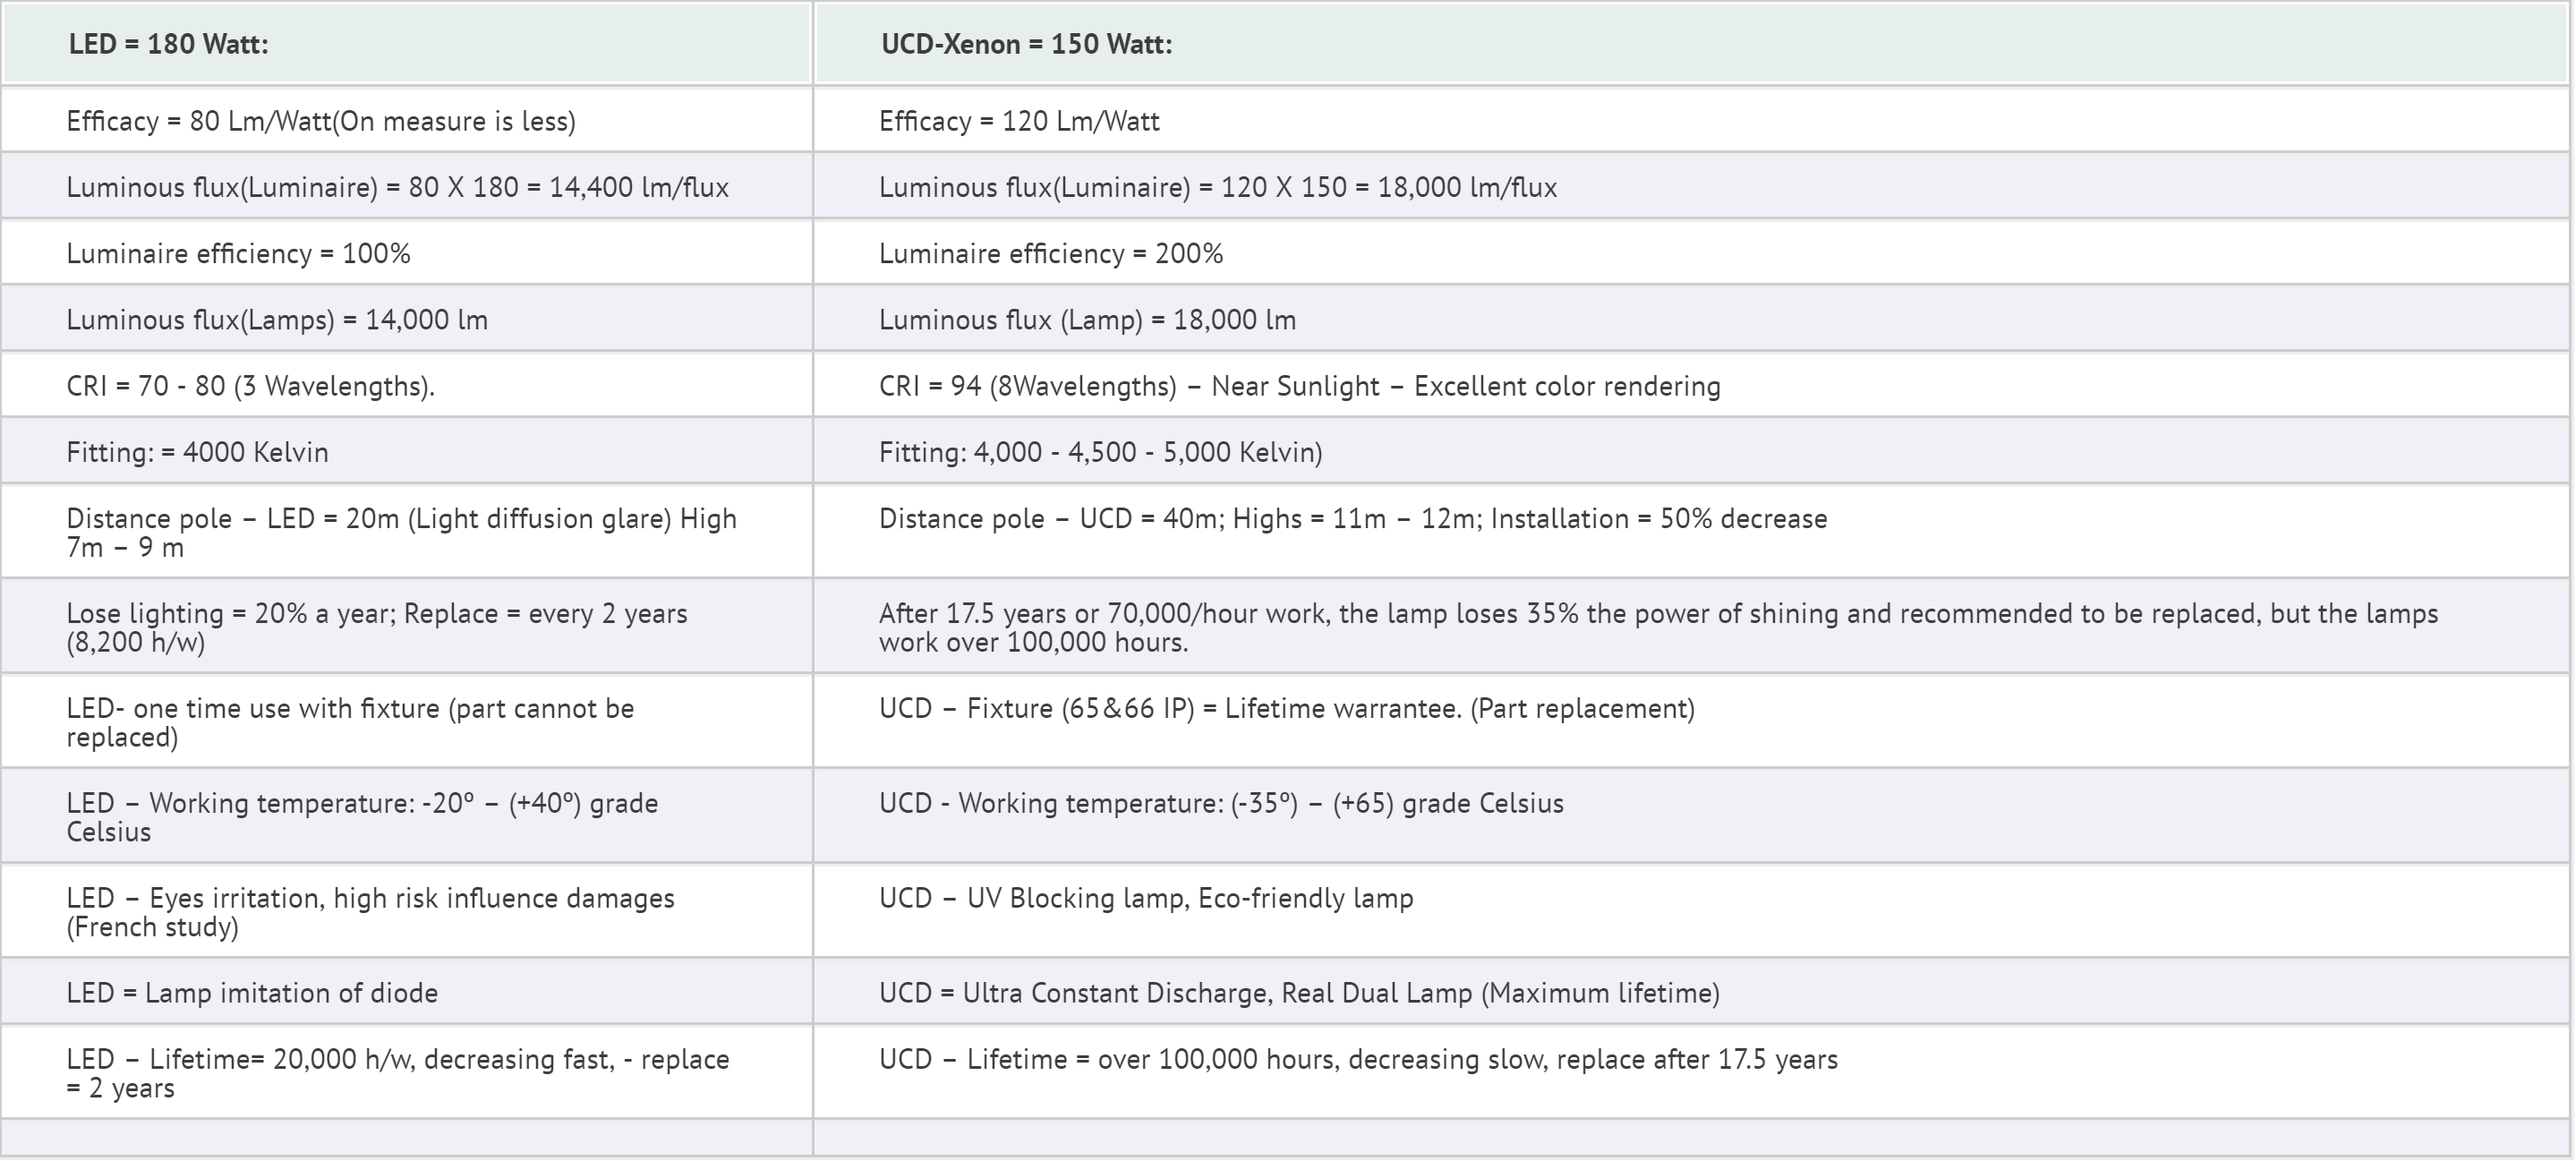 LED = 180 Watt:
UCD-Xenon = 150 Watt:
Efficacy = 80 Lm/Watt(On measure is less)
Efficacy = 120 Lm/Watt
Luminous flux(Luminaire) = 80 X 180 = 14,400 lm/flux
Luminous flux(Luminaire) = 120 X 150 = 18,000 lm/flux
Luminaire efficiency = 100%
Luminaire efficiency = 200%
Luminous flux(Lamps) = 14,000 lm
Luminous flux (Lamp) = 18,000 lm
CRI = 70 - 80 (3 Wavelengths).
CRI = 94 (8Wavelengths) – Near Sunlight – Excellent color rendering
Fitting: = 4000 Kelvin
Fitting: 4,000 - 4,500 - 5,000 Kelvin)
Distance pole – LED = 20m (Light diffusion glare) High
7m – 9 m
Distance pole – UCD = 40m; Highs = 11m – 12m; Installation = 50% decrease
Lose lighting = 20% a year; Replace = every 2 years
(8,200 h/w)
After 17.5 years or 70,000/hour work, the lamp loses 35% the power of shining and recommended to be replaced, but the lamps
work over 100,000 hours.
LED- one time use with fixture (part cannot be
replaced)
UCD – Fixture (65&66 IP) = Lifetime warrantee. (Part replacement)
LED – Working temperature: -20º – (+40º) grade
Celsius
UCD - Working temperature: (-35º) – (+65) grade Celsius
LED – Eyes irritation, high risk influence damages
(French study)
UCD – UV Blocking lamp, Eco-friendly lamp
LED = Lamp imitation of diode
UCD = Ultra Constant Discharge, Real Dual Lamp (Maximum lifetime)
LED – Lifetime= 20,000 h/w, decreasing fast, - replace
= 2 years
UCD – Lifetime = over 100,000 hours, decreasing slow, replace after 17.5 years